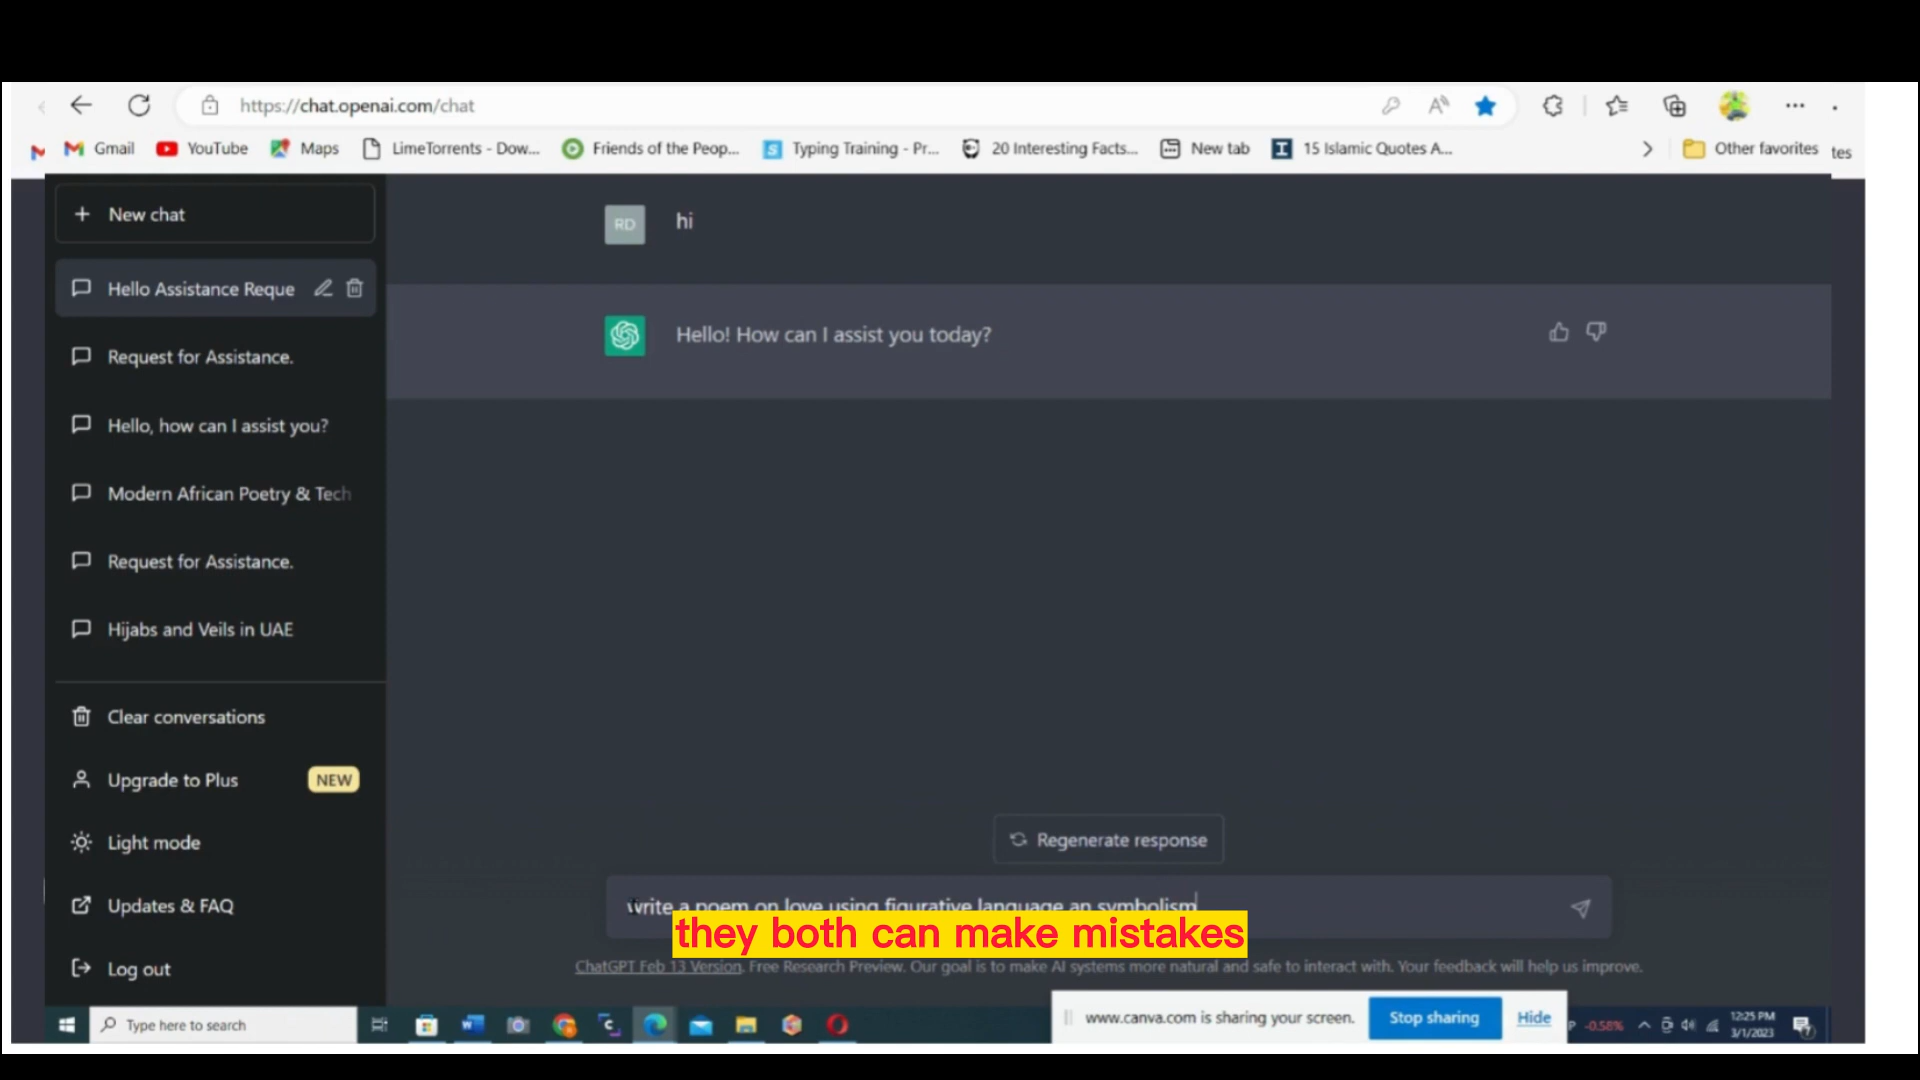 https://chat.openai.com/chat
Gmail YouTube Maps LimeTorrents - Dow... Friends of the Peop... Typing Training - Pr... 20 Interesting Facts... New tab 15 Islamic Quotes A... Other favorites tes
New chat
RD hi
Hello Assistance Reque
Hello! How can I assist you today?
Request for Assistance.
Hello, how can I assist you?
Modern African Poetry & Tech
Request for Assistance.
Hijabs and Veils in UAE
Clear conversations
Upgrade to Plus NEW
Light mode
Updates & FAQ
Log out
Regenerate response
write a poem on love using figurative language an symbolism
they both can make mistakes
ChatGPT Feb 13 Version. Free Research Preview. Our goal is to make AI systems more natural and safe to interact with. Your feedback will help us improve.
Type here to search
www.canva.com is sharing your screen. Stop sharing Hide
P -0.58%
12:25 PM
3/1/2023